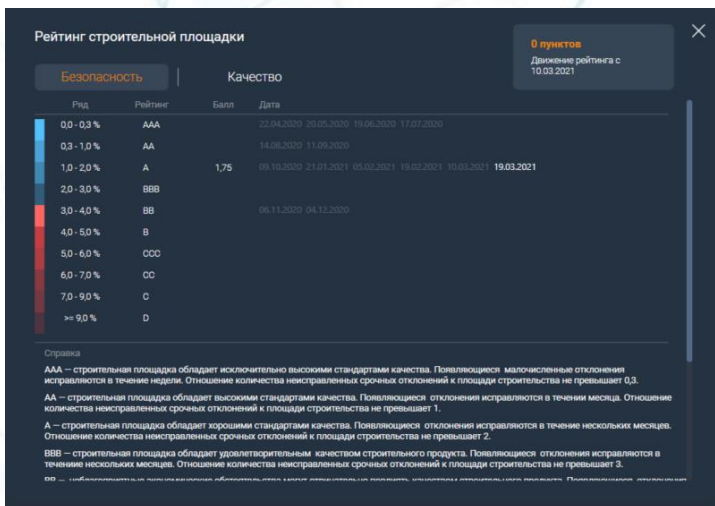 Рейтинг строительной площадки
0 пунктов
Движение рейтинга с
10.03.2021
Безопасность
Качество
Ряд Рейтинг Балл Дата
0,0 - 0,3 % AAA 22.04.2020 20.05.2020 19.06.2020 17.07.2020
0,3 - 1,0 % AA 14.08.2020 11.09.2020
1,0 - 2,0 % A 1,75 09.10.2020 21.01.2021 05.02.2021 19.02.2021 10.03.2021 19.03.2021
2,0 - 3,0 % BBB
3,0 - 4,0 % BB 06.11.2020 04.12.2020
4,0 - 5,0 % B
5,0 - 6,0 % CCC
6,0 - 7,0 % CC
7,0 - 9,0 % C
>= 9,0 % D
Справка
AAA — строительная площадка обладает исключительно высокими стандартами качества. Появляющиеся малочисленные отклонения
исправляются в течение недели. Отношение количества неисправленных срочных отклонений к площади строительства не превышает 0,3.
AA — строительная площадка обладает высокими стандартами качества. Появляющиеся отклонения исправляются в течении месяца. Отношение
количества неисправленных срочных отклонений к площади строительства не превышает 1.
A — строительная площадка обладает хорошими стандартами качества. Появляющиеся отклонения исправляются в течение нескольких месяцев.
Отношение количества неисправленных срочных отклонений к площади строительства не превышает 2.
BBB — строительная площадка обладает удовлетворительным качеством строительного продукта. Появляющиеся отклонения исправляются в
течениие нескольких месяцев. Отношение количества неисправленных срочных отклонений к площади строительства не превышает 3.